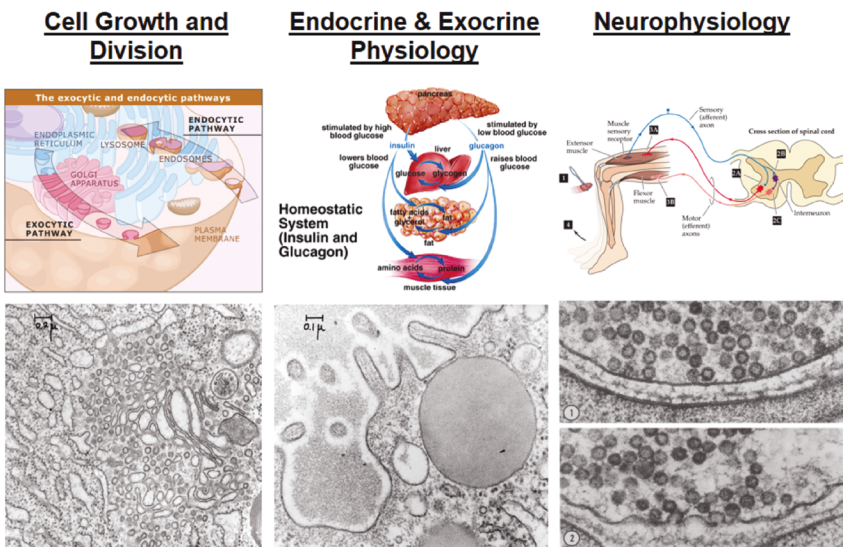 Cell Growth and
Division
Endocrine & Exocrine
Physiology
Neurophysiology
The exocytic and endocytic pathways
ENDOCYTIC
PATHWAY
ENDOPLASMIC
RETICULUM
LYSOSOME
ENDOSOMES
GOLGI
APPARATUS
EXOCYTIC
PATHWAY
PLASMA
MEMBRANE
pancreas
stimulated by high
blood glucose
insulin
stimulated by
low blood glucose
glucagon
lowers blood
glucose
liver
raises blood
glucose
glucose
glycogen
Homeostatic
System
(Insulin and
Glucagon)
fatty acids
glycerol
fat
fat
amino acids
protein
muscle tissue
Muscle
sensory
receptor
Sensory
(afferent)
axon
Extensor
muscle
Cross section of spinal cord
3A
2B
1
2A
Flexor
muscle
3B
2C
Interneuron
Motor
(efferent)
axons
4
0.2 µ
0.1 µ
1
2